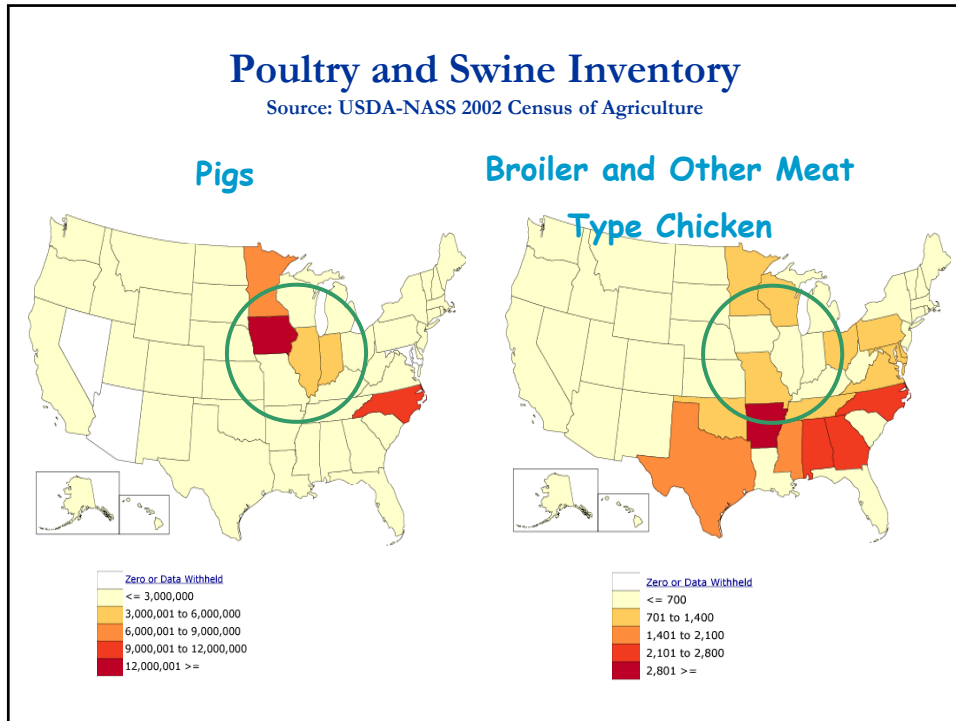 Poultry and Swine Inventory
Source: USDA-NASS 2002 Census of Agriculture
Pigs
Broiler and Other Meat
Type Chicken
Zero or Data Withheld
<= 3,000,000
3,000,001 to 6,000,000
6,000,001 to 9,000,000
9,000,001 to 12,000,000
12,000,001 >=
Zero or Data Withheld
<= 700
701 to 1,400
1,401 to 2,100
2,101 to 2,800
2,801 >=